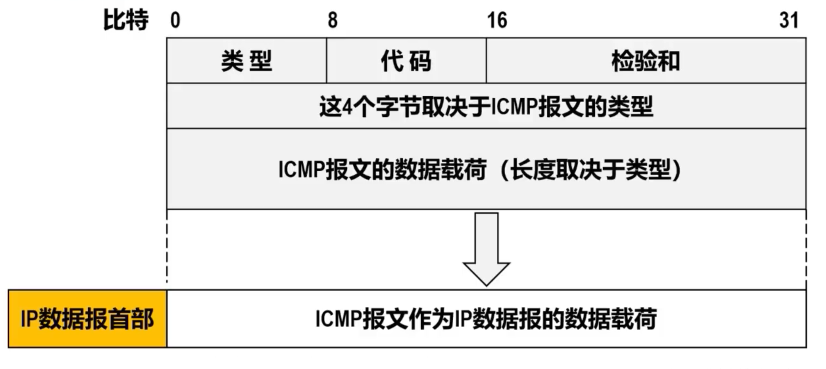 比特 0 8 16 31
类型 代码 检验和
这4个字节取决于ICMP报文的类型
ICMP报文的数据载荷（长度取决于类型）
IP数据报首部 ICMP报文作为IP数据报的数据载荷